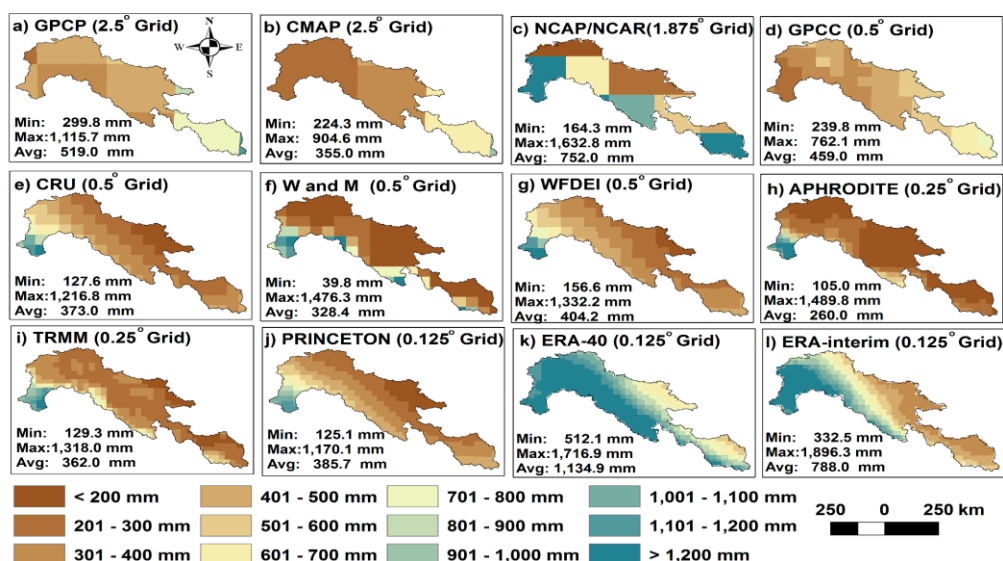 a) GPCP (2.5° Grid)
N
W E
S
Min: 299.8 mm
Max:1,115.7 mm
Avg: 519.0 mm
b) CMAP (2.5° Grid)
Min: 224.3 mm
Max: 904.6 mm
Avg: 355.0 mm
c) NCAP/NCAR(1.875° Grid)
Min: 164.3 mm
Max:1,632.8 mm
Avg: 752.0 mm
d) GPCC (0.5° Grid)
Min: 239.8 mm
Max: 762.1 mm
Avg: 459.0 mm
e) CRU (0.5° Grid)
Min: 127.6 mm
Max:1,216.8 mm
Avg: 373.0 mm
f) W and M (0.5° Grid)
Min: 39.8 mm
Max:1,476.3 mm
Avg: 328.4 mm
g) WFDEI (0.5° Grid)
Min: 156.6 mm
Max:1,332.2 mm
Avg: 404.2 mm
h) APHRODITE (0.25° Grid)
Min: 105.0 mm
Max:1,489.8 mm
Avg: 260.0 mm
i) TRMM (0.25° Grid)
Min: 129.3 mm
Max:1,318.0 mm
Avg: 362.0 mm
j) PRINCETON (0.125° Grid)
Min: 125.1 mm
Max:1,170.1 mm
Avg: 385.7 mm
k) ERA-40 (0.125° Grid)
Min: 512.1 mm
Max:1,716.9 mm
Avg: 1,134.9 mm
l) ERA-interim (0.125° Grid)
Min: 332.5 mm
Max:1,896.3 mm
Avg: 788.0 mm
< 200 mm
201 - 300 mm
301 - 400 mm
401 - 500 mm
501 - 600 mm
601 - 700 mm
701 - 800 mm
801 - 900 mm
901 - 1,000 mm
1,001 - 1,100 mm
1,101 - 1,200 mm
> 1,200 mm
250 0 250 km